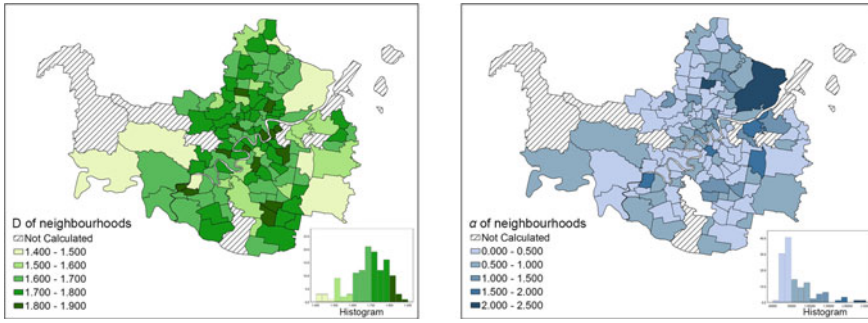 D of neighbourhoods
Not Calculated
1.400 - 1.500
1.500 - 1.600
1.600 - 1.700
1.700 - 1.800
1.800 - 1.900
Histogram
α of neighbourhoods
Not Calculated
0.000 - 0.500
0.500 - 1.000
1.000 - 1.500
1.500 - 2.000
2.000 - 2.500
Histogram